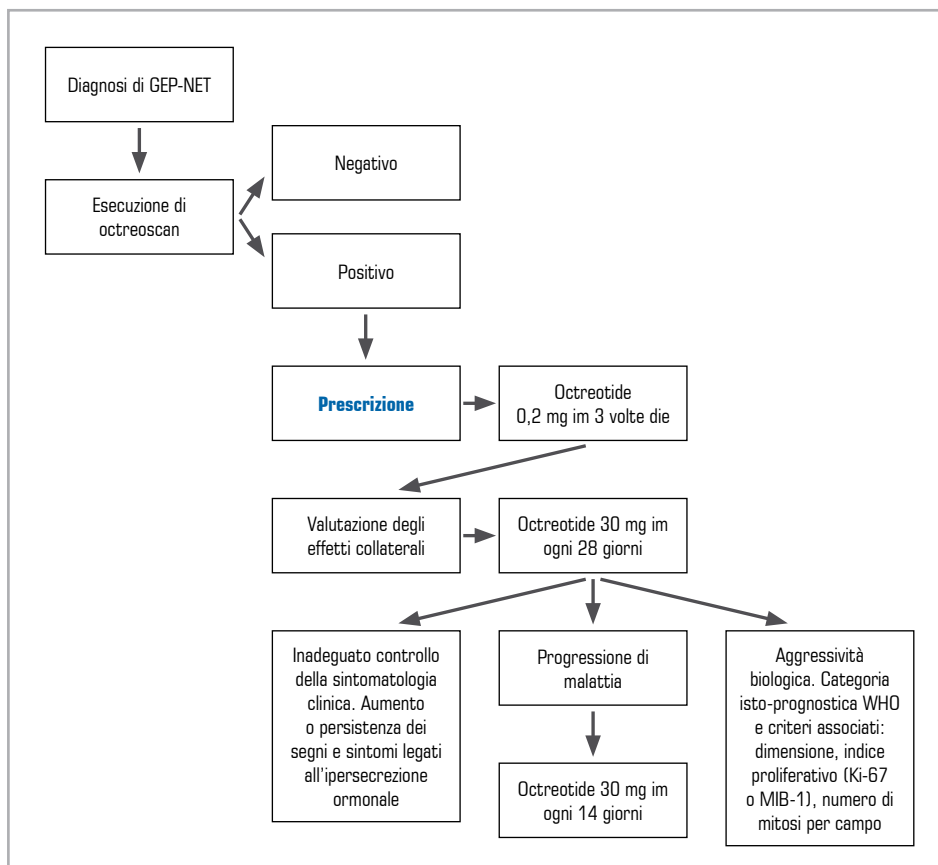 Diagnosi di GEP-NET
Negativo
Esecuzione di
octreoscan
Positivo
Prescrizione
Octreotide
0,2 mg im 3 volte die
Valutazione degli
effetti collaterali
Octreotide 30 mg im
ogni 28 giorni
Inadeguato controllo
della sintomatologia
clinica. Aumento
o persistenza dei
segni e sintomi legati
all'ipersecrezione
ormonale
Progressione di
malattia
Octreotide 30 mg im
ogni 14 giorni
Aggressività
biologica. Categoria
isto-prognostica WHO
e criteri associati:
dimensione, indice
proliferativo (Ki-67
o MIB-1), numero di
mitosi per campo